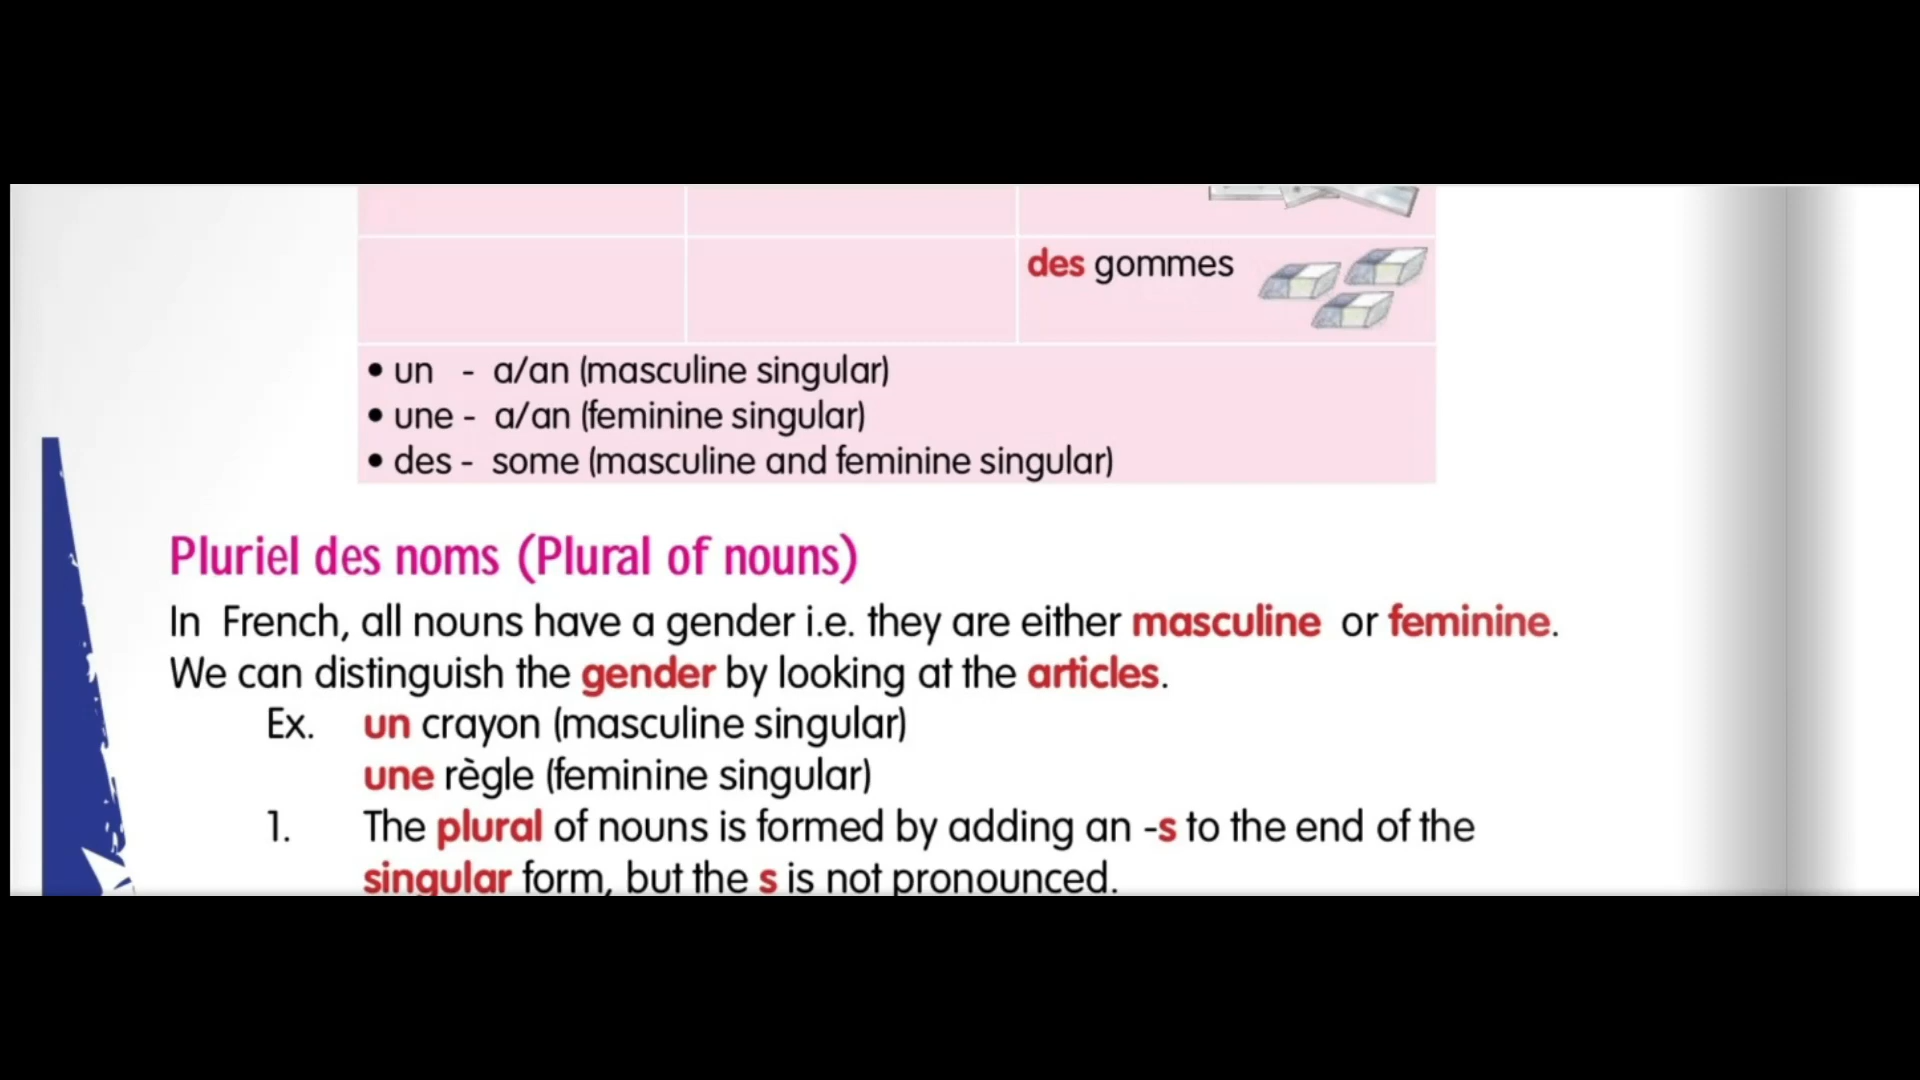 des gommes
• un - a/an (masculine singular)
• une - a/an (feminine singular)
• des - some (masculine and feminine singular)
Pluriel des noms (Plural of nouns)
In French, all nouns have a gender i.e. they are either masculine or feminine.
We can distinguish the gender by looking at the articles.
Ex. un crayon (masculine singular)
une règle (feminine singular)
1. The plural of nouns is formed by adding an -s to the end of the
singular form, but the s is not pronounced.